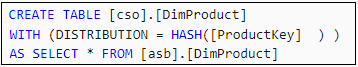 CREATE TABLE [cso].[DimProduct]
WITH (DISTRIBUTION = HASH([ProductKey]  ) )
AS SELECT * FROM [asb].[DimProduct]